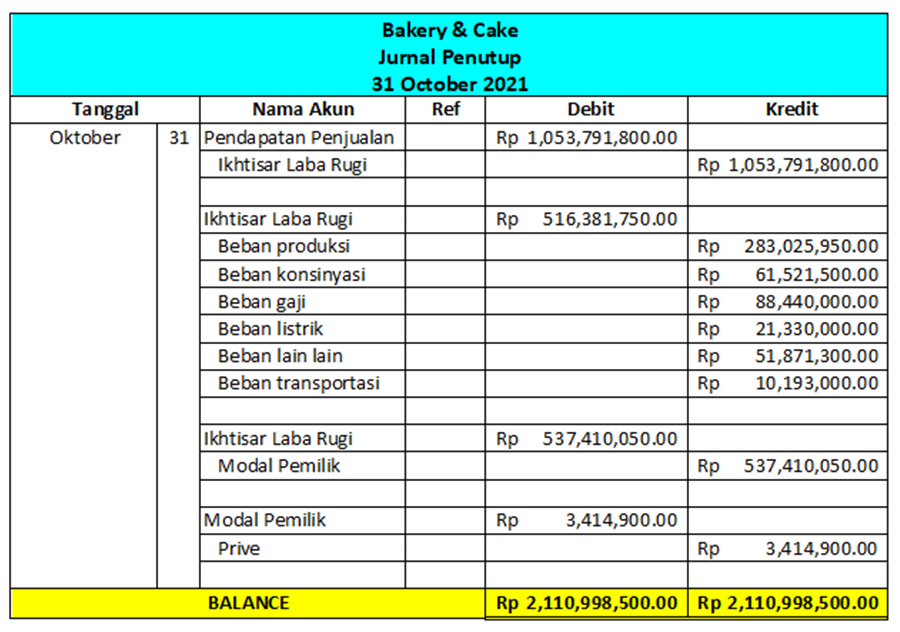 Bakery & Cake
Jurnal Penutup
31 October 2021
Tanggal Nama Akun Ref Debit Kredit
Oktober 31 Pendapatan Penjualan Rp 1,053,791,800.00
Ikhtisar Laba Rugi Rp 1,053,791,800.00
Ikhtisar Laba Rugi Rp 516,381,750.00
Beban produksi Rp 283,025,950.00
Beban konsinyasi Rp 61,521,500.00
Beban gaji Rp 88,440,000.00
Beban listrik Rp 21,330,000.00
Beban lain lain Rp 51,871,300.00
Beban transportasi Rp 10,193,000.00
Ikhtisar Laba Rugi Rp 537,410,050.00
Modal Pemilik Rp 537,410,050.00
Modal Pemilik Rp 3,414,900.00
Prive Rp 3,414,900.00
BALANCE Rp 2,110,998,500.00 Rp 2,110,998,500.00